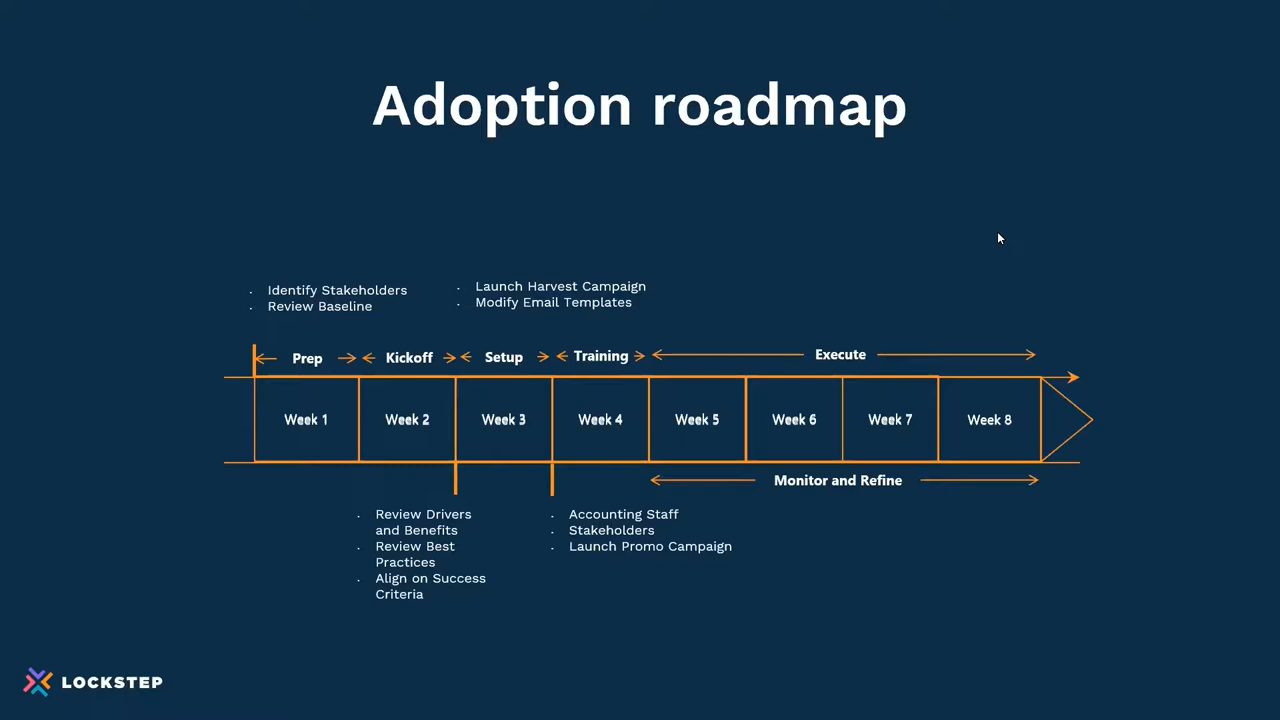 Adoption roadmap
· Identify Stakeholders
· Review Baseline
· Launch Harvest Campaign
· Modify Email Templates
Prep
Kickoff
Setup
Training
Execute
Week 1
Week 2
Week 3
Week 4
Week 5
Week 6
Week 7
Week 8
Monitor and Refine
· Review Drivers
and Benefits
· Review Best
Practices
· Align on Success
Criteria
· Accounting Staff
· Stakeholders
· Launch Promo Campaign
LOCKSTEP